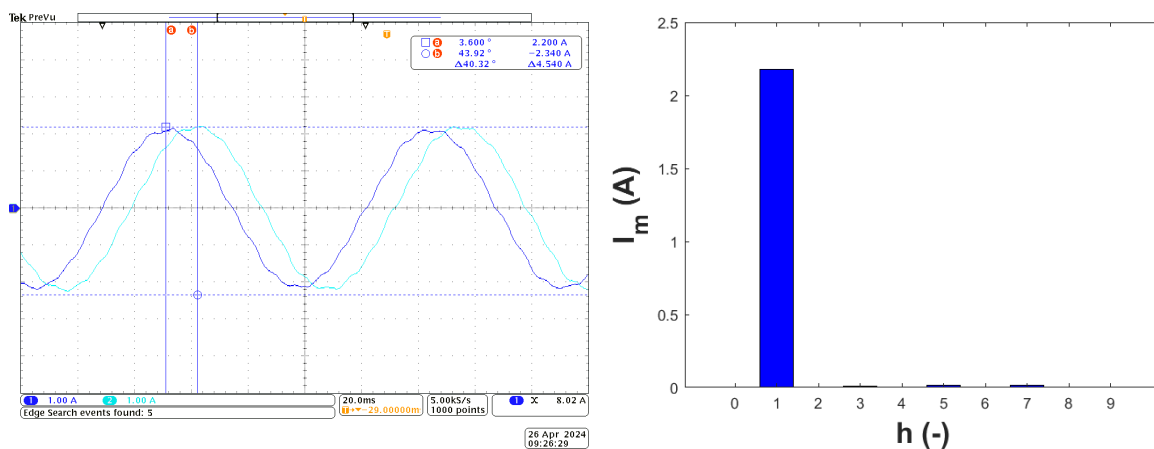 Tek PreVu
a b
T
T
a 3.600 ° 2.200 A
b 43.92 ° −2.340 A
Δ40.32 ° Δ4.540 A
1
1 1.00 A 2 1.00 A
20.0ms
T→▾−29.00000m
5.00kS/s
1000 points
1 X 8.02 A
Edge Search events found: 5
26 Apr 2024
09:26:29
2.5
2
1.5
1
0.5
0
I_m (A)
0 1 2 3 4 5 6 7 8 9
h (-)